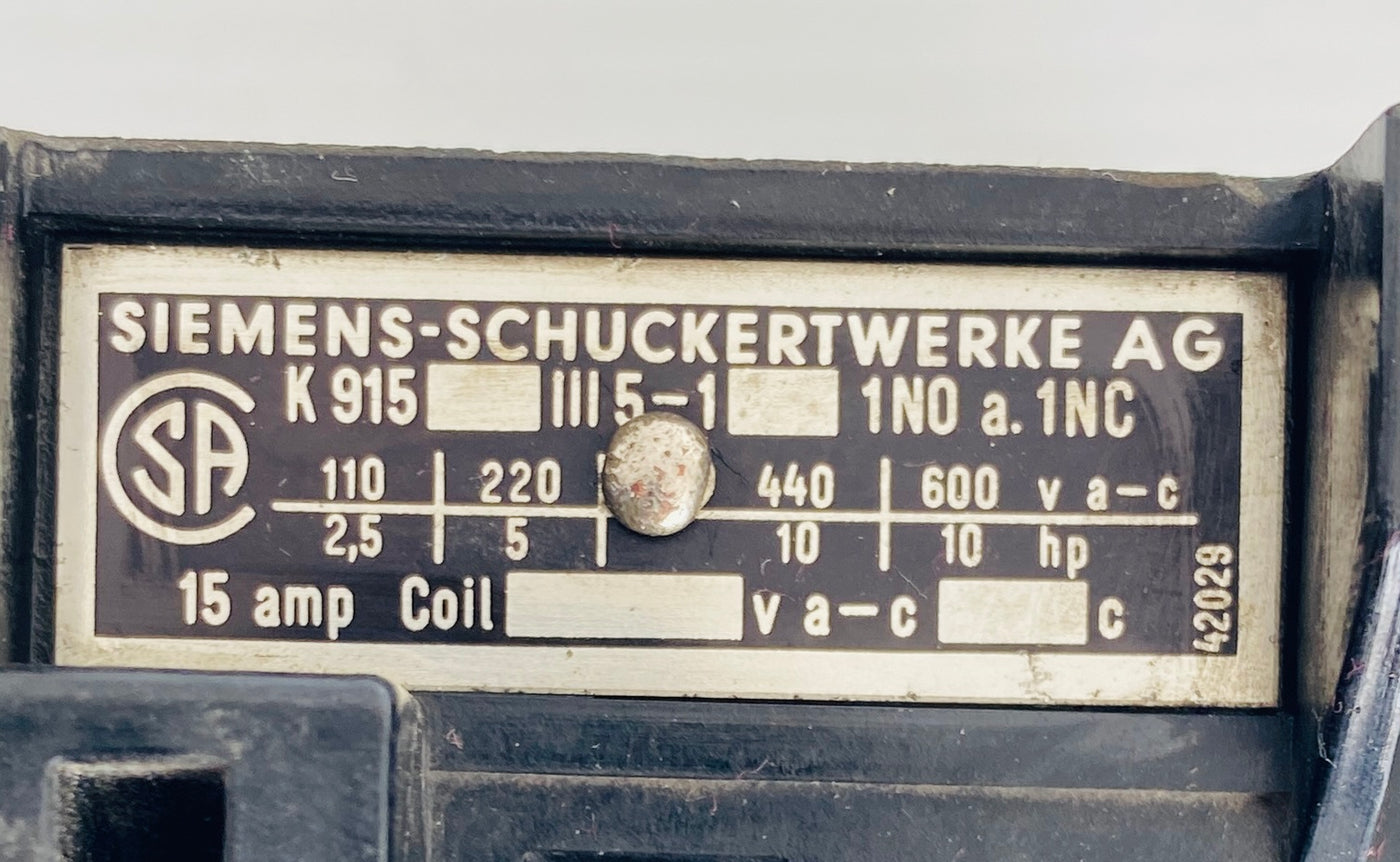 SIEMENS-SCHUCKERTWERKE AG
K 915 III 5-1 1NO a. 1NC
CSA
110 220 440 600 v a-c
2,5 5 10 10 hp
15 amp Coil v a-c c
42029